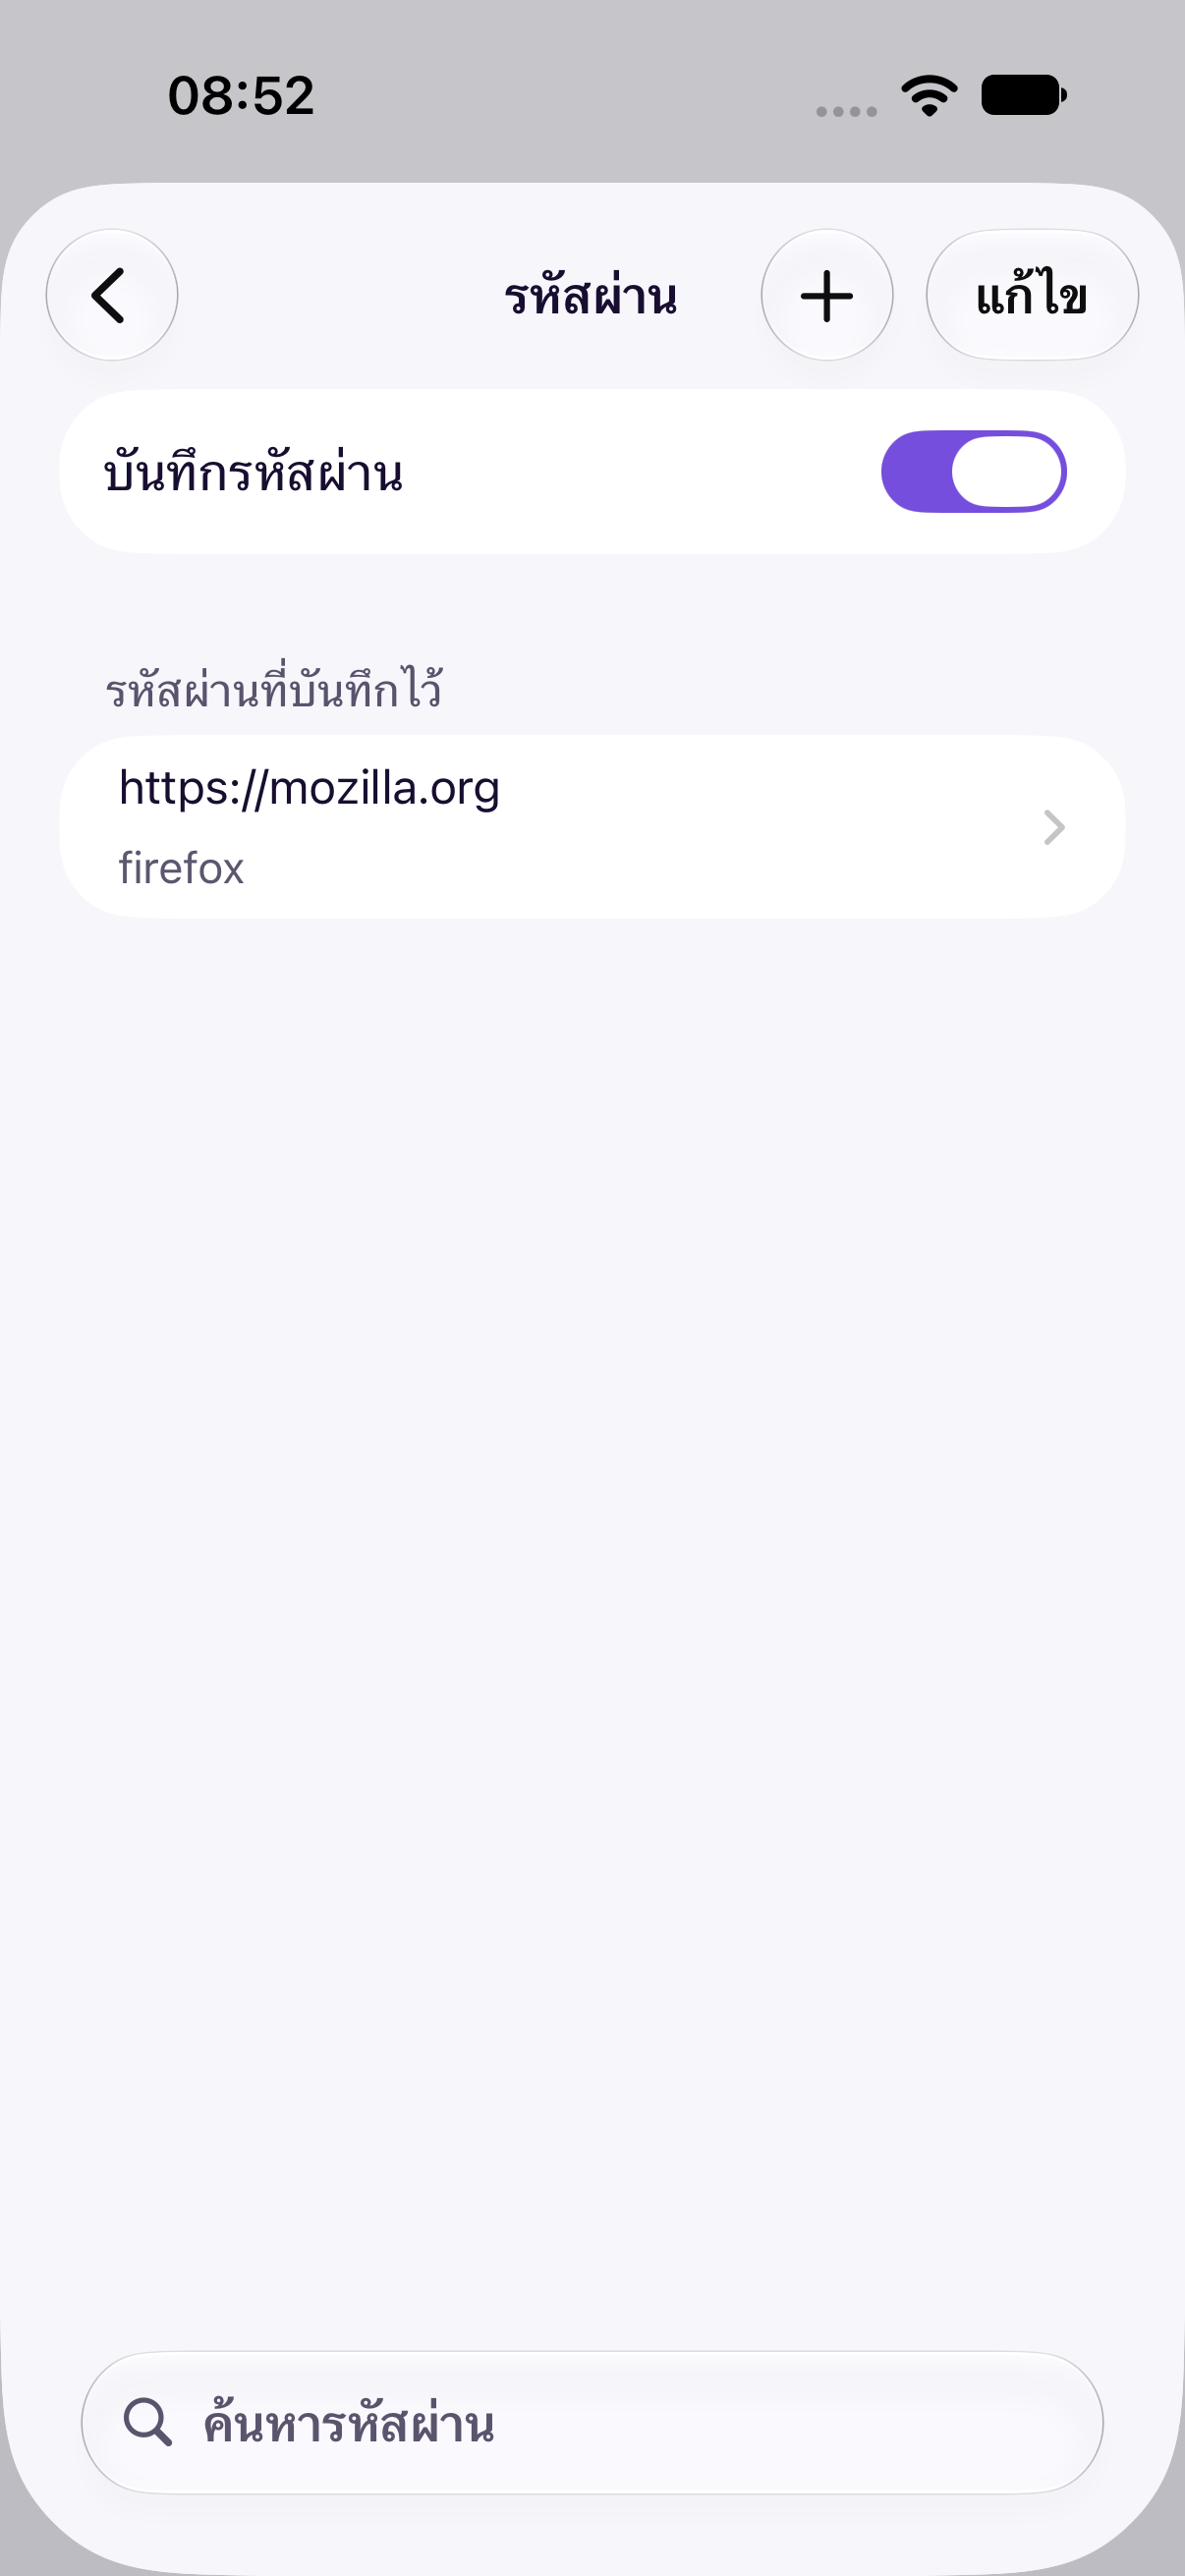 08:52
รหัสผ่าน
แก้ไข
บันทึกรหัสผ่าน
รหัสผ่านที่บันทึกไว้
https://mozilla.org
firefox
ค้นหารหัสผ่าน